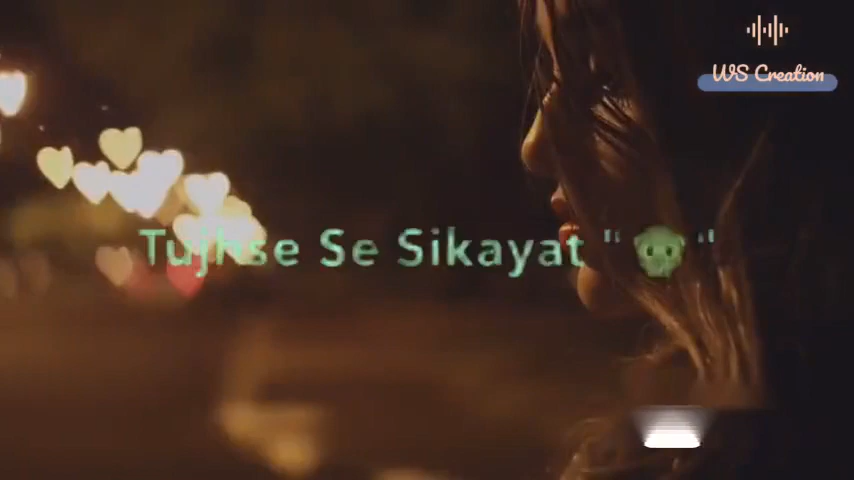 WS Creation
Tujhse Se Sikayat " 🙊 "